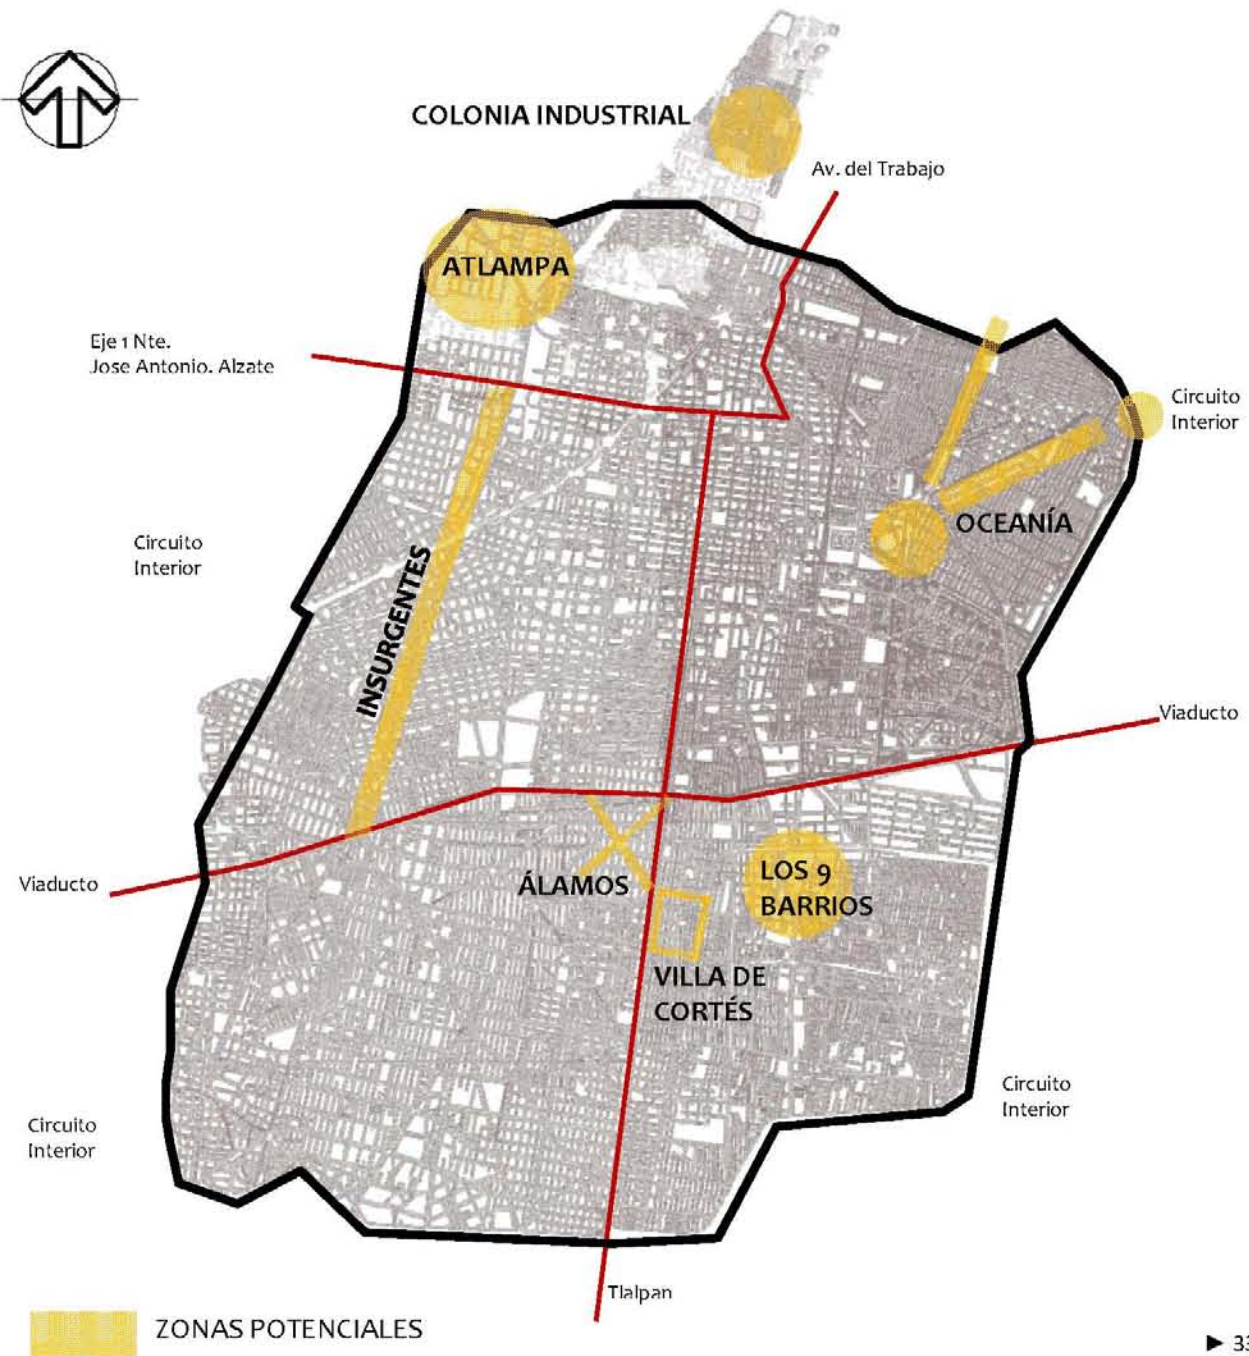 COLONIA INDUSTRIAL
Av. del Trabajo
ATLAMPA
Eje 1 Nte.
Jose Antonio. Alzate
Circuito
Interior
OCEANÍA
Circuito
Interior
INSURGENTES
Viaducto
Viaducto
ÁLAMOS
LOS 9
BARRIOS
VILLA DE
CORTÉS
Circuito
Interior
Circuito
Interior
Tlalpan
ZONAS POTENCIALES
► 33